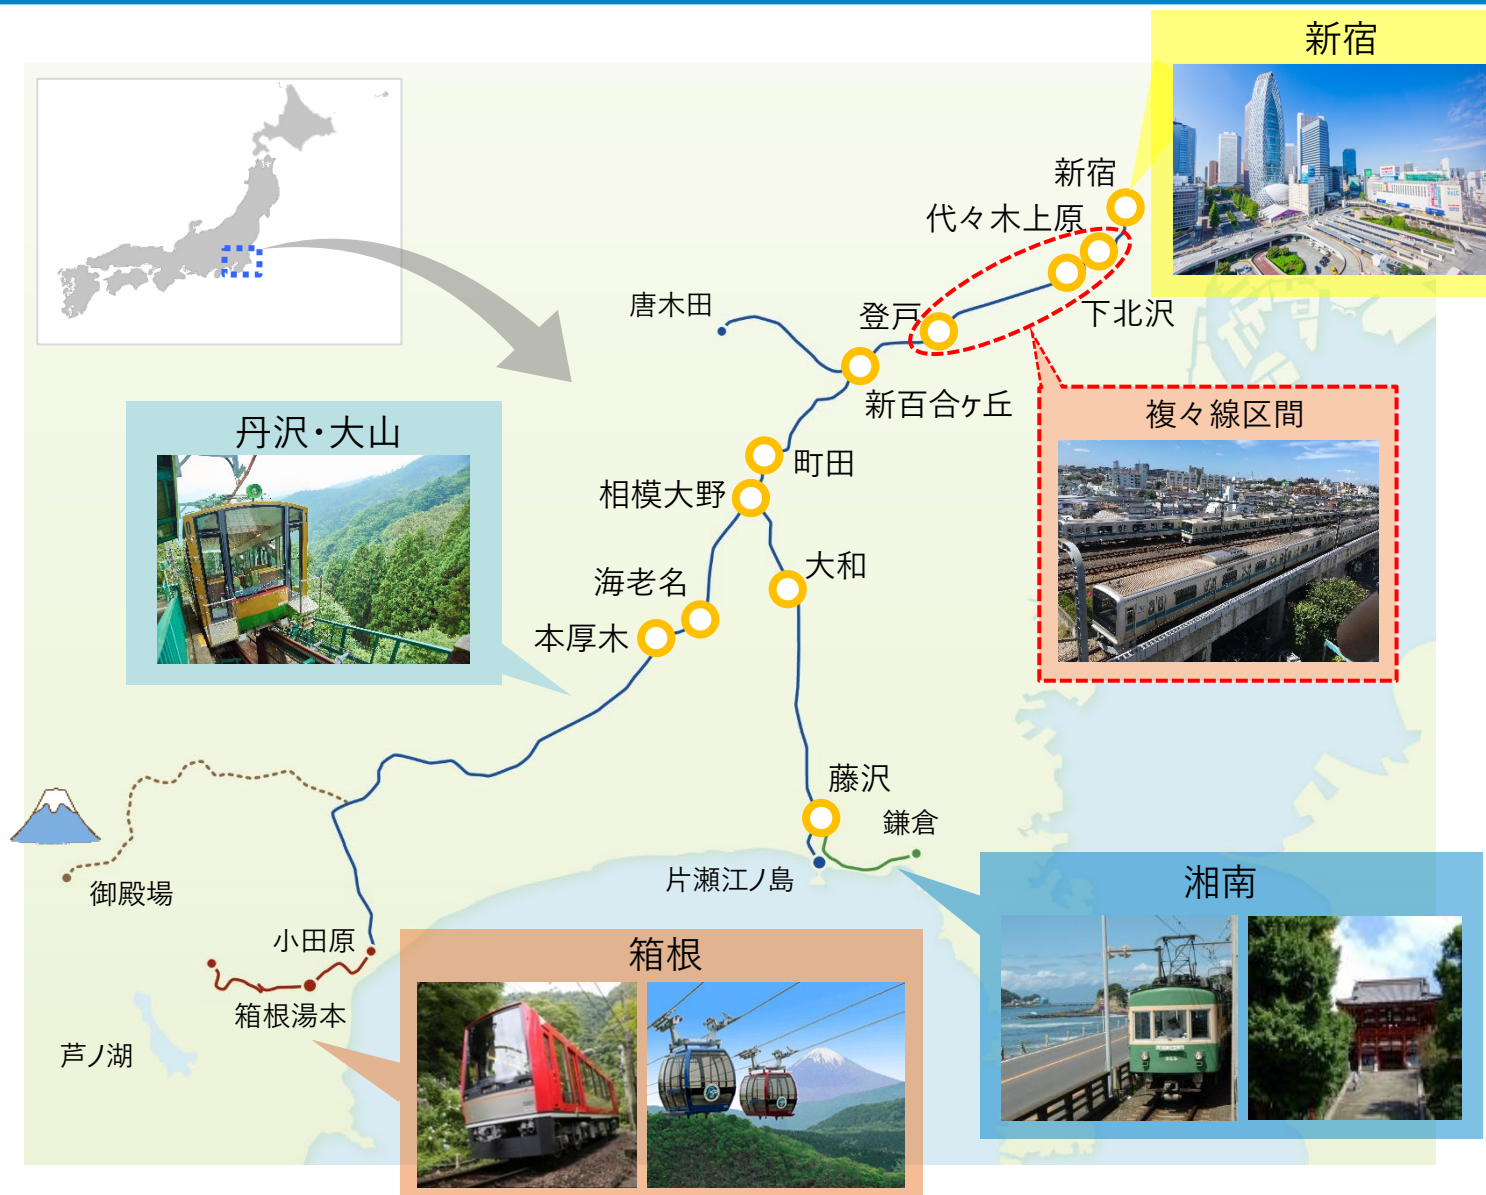 新宿
新宿
代々木上原
下北沢
登戸
唐木田
新百合ヶ丘
複々線区間
丹沢・大山
町田
相模大野
大和
海老名
本厚木
藤沢
鎌倉
片瀬江ノ島
湘南
御殿場
小田原
箱根湯本
箱根
芦ノ湖